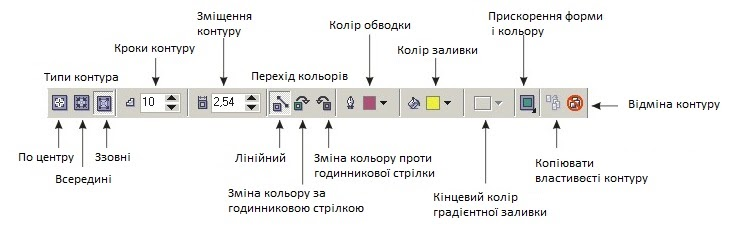 Зміщення
контуру
Кроки контуру
Колір обводки
Прискорення форми
і кольору
Колір заливки
Типи контура
Перехід кольорів
10
2,54
Відміна контуру
По центру
Ззовні
Всередині
Лінійний
Зміна кольору проти
годинникової стрілки
Зміна кольору за
годинниковою стрілкою
Кінцевий колір
градієнтної заливки
Копіювати
властивості контуру